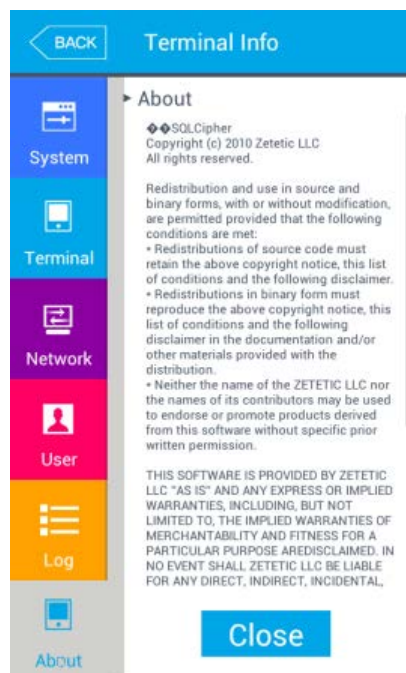 BACK
Terminal Info
System
Terminal
Network
User
Log
About
About
��SQLCipher
Copyright (c) 2010 Zetetic LLC
All rights reserved.
Redistribution and use in source and
binary forms, with or without modification,
are permitted provided that the following
conditions are met:
• Redistributions of source code must
retain the above copyright notice, this list
of conditions and the following disclaimer.
• Redistributions in binary form must
reproduce the above copyright notice, this
list of conditions and the following
disclaimer in the documentation and/or
other materials provided with the
distribution.
• Neither the name of the ZETETIC LLC nor
the names of its contributors may be used
to endorse or promote products derived
from this software without specific prior
written permission.
THIS SOFTWARE IS PROVIDED BY ZETETIC
LLC "AS IS" AND ANY EXPRESS OR IMPLIED
WARRANTIES, INCLUDING, BUT NOT
LIMITED TO, THE IMPLIED WARRANTIES OF
MERCHANTABILITY AND FITNESS FOR A
PARTICULAR PURPOSE AREDISCLAIMED. IN
NO EVENT SHALL ZETETIC LLC BE LIABLE
FOR ANY DIRECT, INDIRECT, INCIDENTAL,
Close